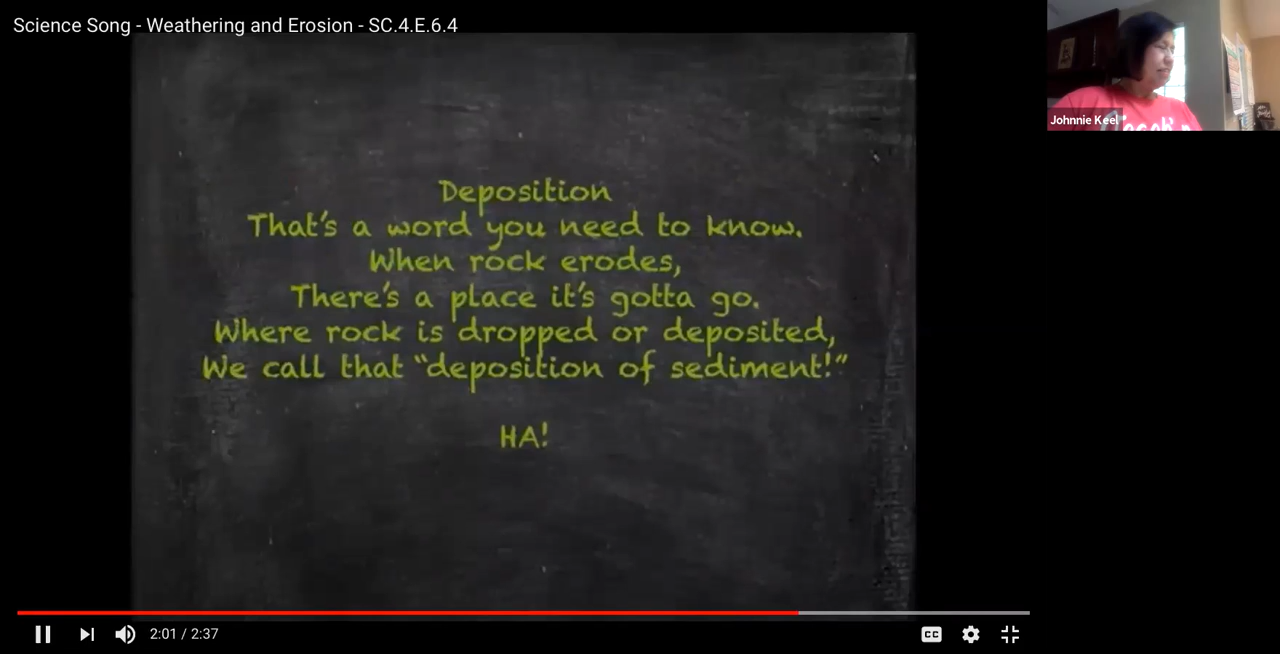 Science Song - Weathering and Erosion - SC.4.E.6.4
Johnnie Keel
Deposition
That's a word you need to know.
When rock erodes,
There's a place it's gotta go.
Where rock is dropped or deposited,
We call that "deposition of sediment!"
HA!
2:01 / 2:37
CC